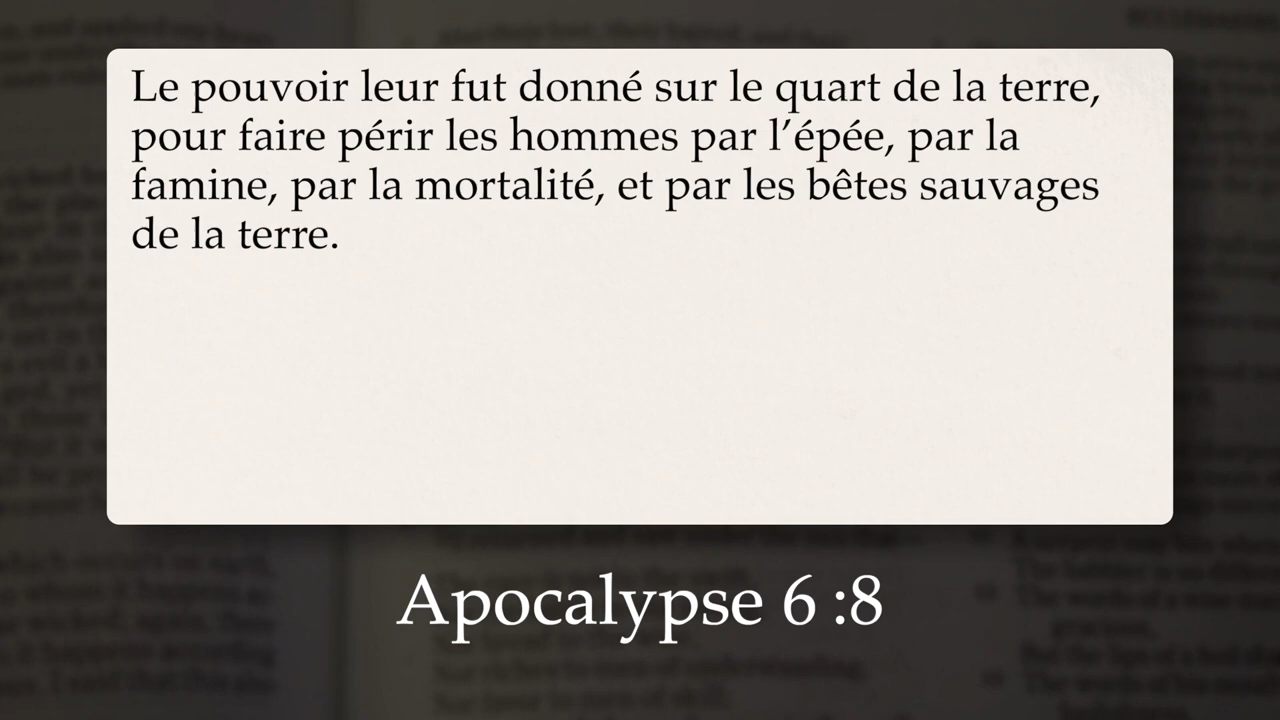 Le pouvoir leur fut donné sur le quart de la terre,
pour faire périr les hommes par l’épée, par la
famine, par la mortalité, et par les bêtes sauvages
de la terre.
Apocalypse 6 :8